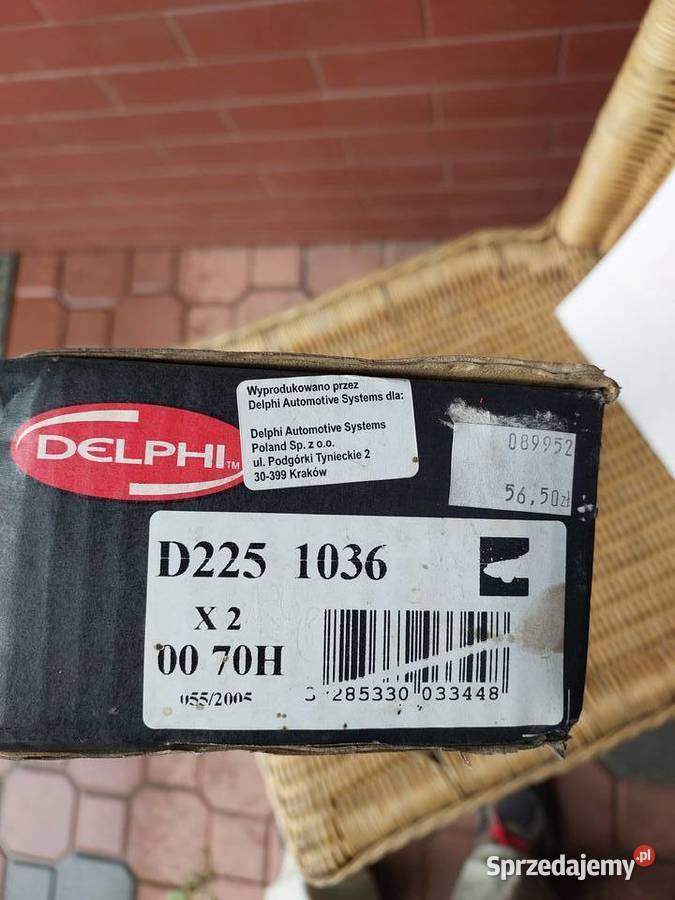 DELPHI™
Wyprodukowano przez
Delphi Automotive Systems dla:
Delphi Automotive Systems
Poland Sp. z o.o.
ul. Podgórki Tynieckie 2
30-399 Kraków
089952
56,50zł
D225 1036
X 2
00 70H
055/2005
285330 033448
Sprzedajemy.pl